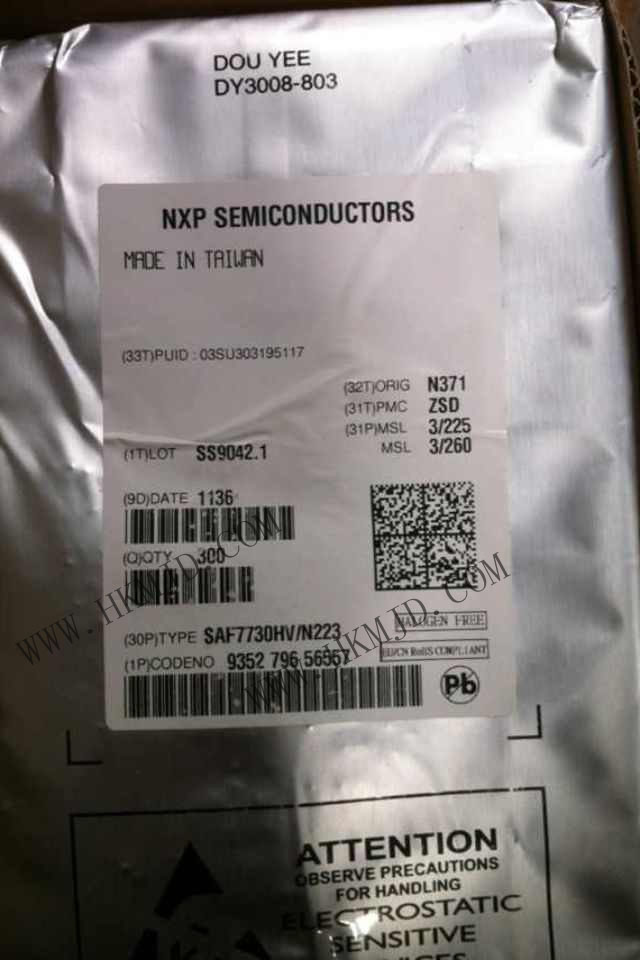 DOU YEE
DY3008-803
NXP SEMICONDUCTORS
MADE IN TAIWAN
(33T)PUID : 03SU303195117
(32T)ORIG N371
(31T)PMC ZSD
(31P)MSL 3/225
MSL 3/260
(1T)LOT SS9042.1
(9D)DATE 1136
(Q)QTY 300
(30P)TYPE SAF7730HV/N223
HALOGEN FREE
(1P)CODENO 9352 796 56557
EU/CN RoHS COMPLIANT
Pb
WWW.HKMJD.COM
WWW.HKMJD.COM
ATTENTION
OBSERVE PRECAUTIONS
FOR HANDLING
ELECTROSTATIC
SENSITIVE
DEVICES